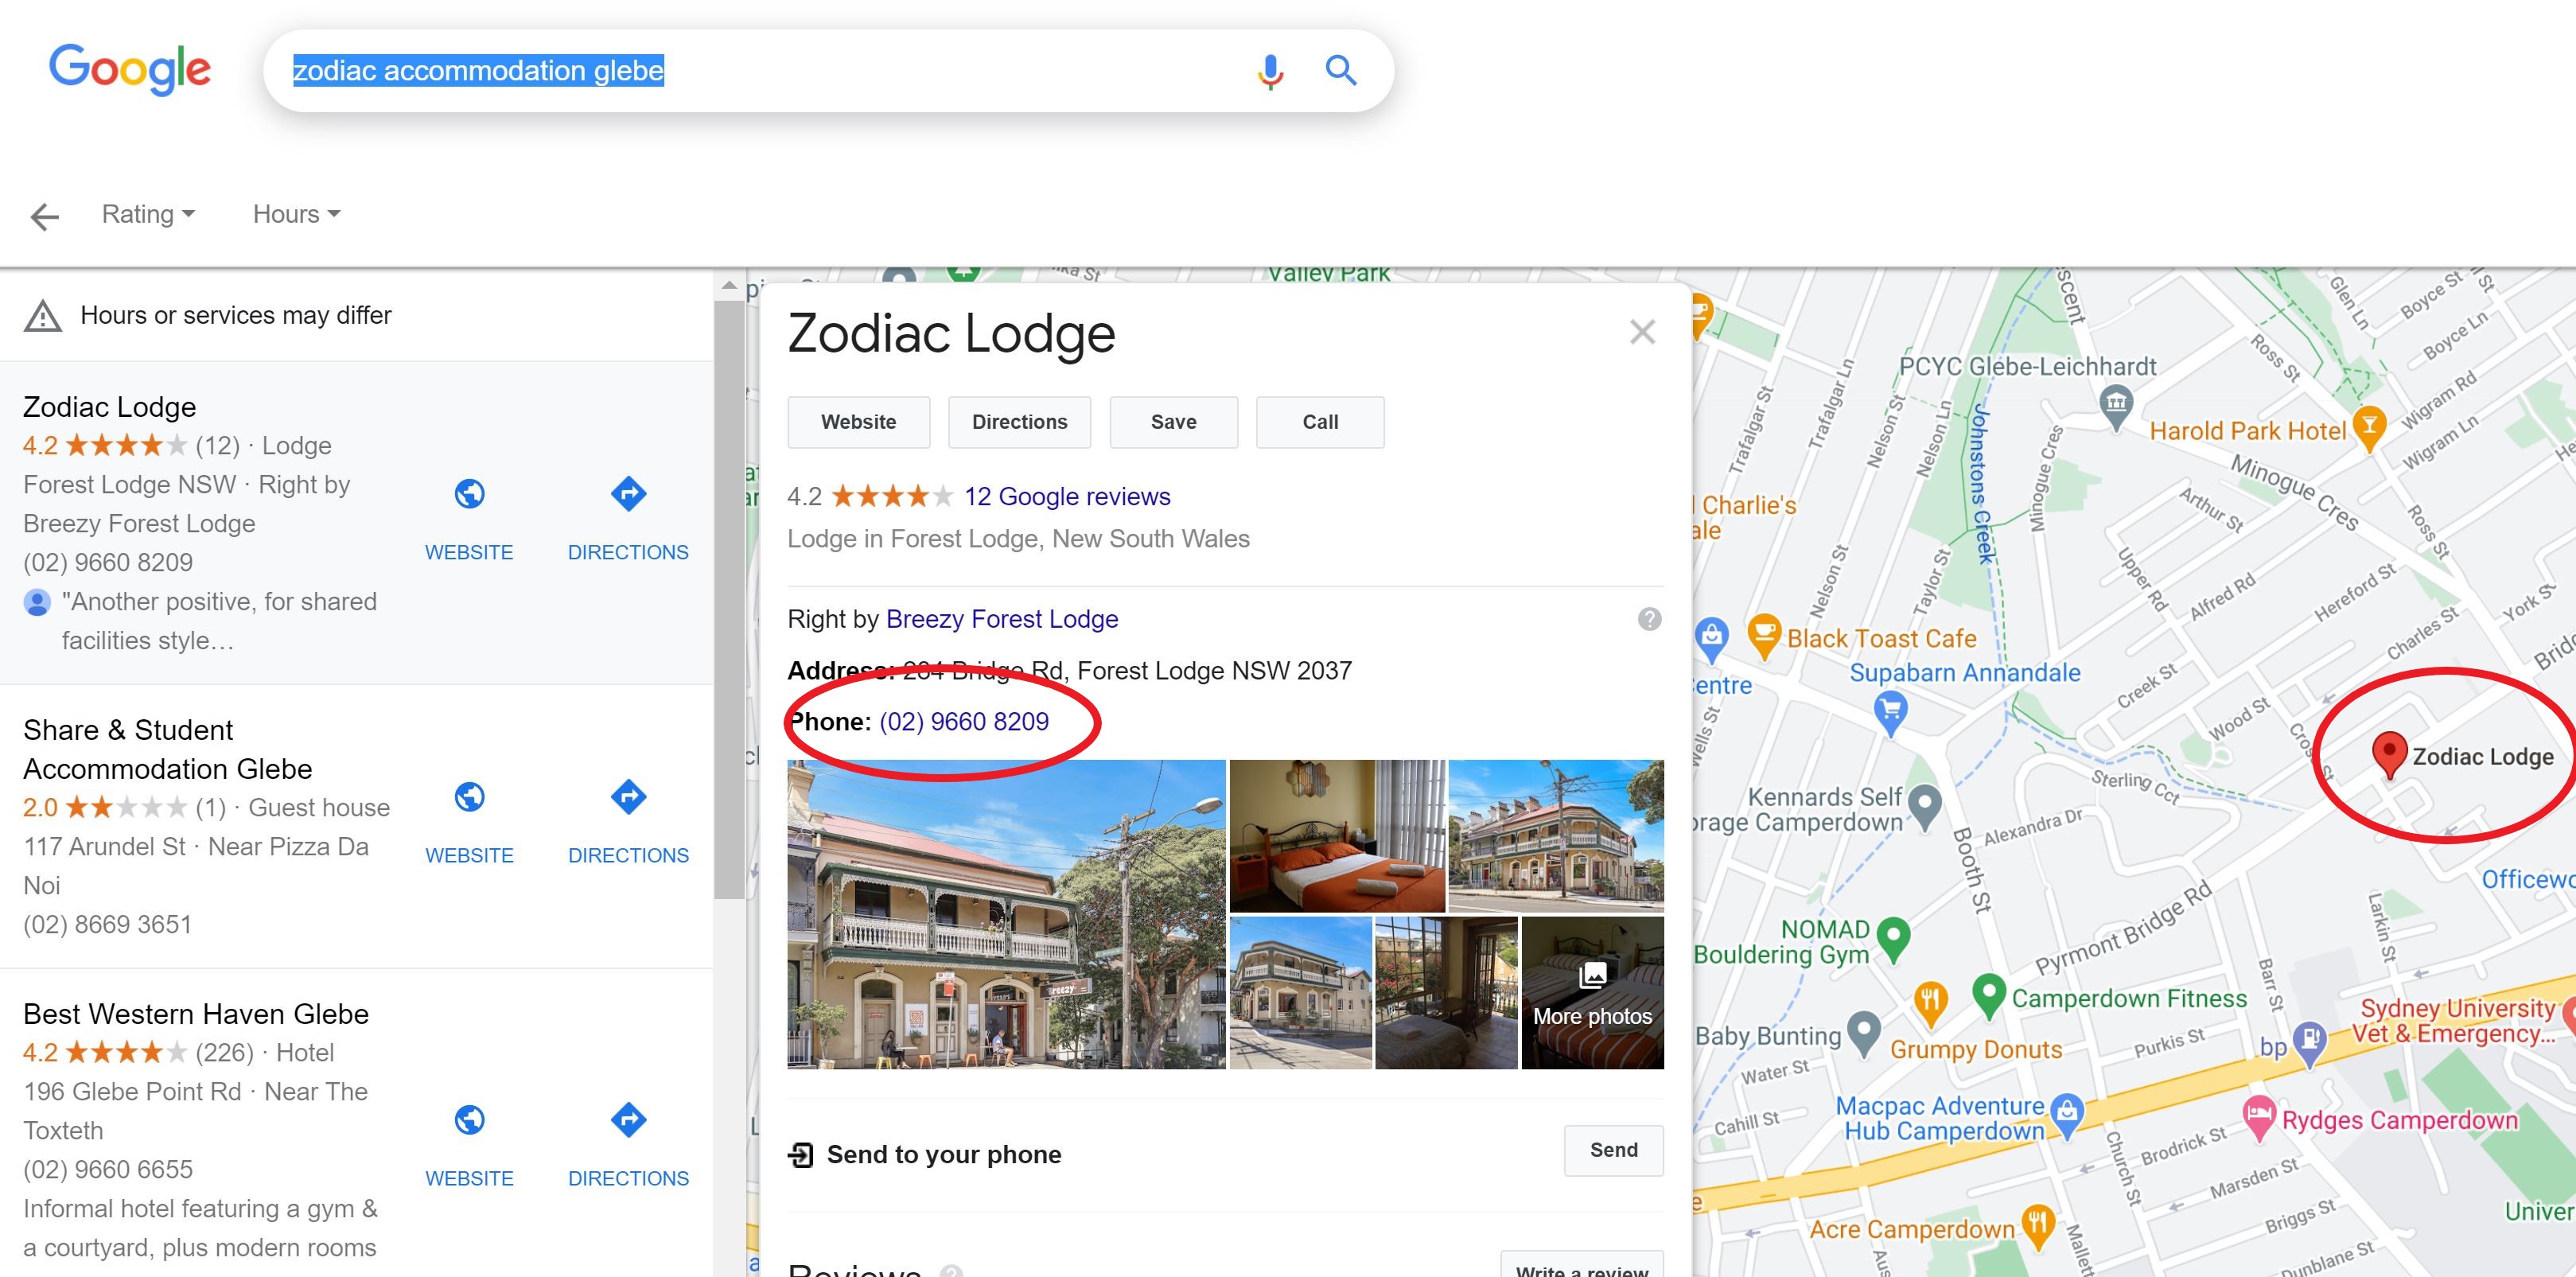 Google
zodiac accommodation glebe
Rating
Hours
Hours or services may differ
Zodiac Lodge
4.2 (12) · Lodge
Forest Lodge NSW · Right by
Breezy Forest Lodge
(02) 9660 8209
"Another positive, for shared
facilities style…
WEBSITE
DIRECTIONS
Share & Student
Accommodation Glebe
2.0 (1) · Guest house
117 Arundel St · Near Pizza Da
Noi
(02) 8669 3651
WEBSITE
DIRECTIONS
Best Western Haven Glebe
4.2 (226) · Hotel
196 Glebe Point Rd · Near The
Toxteth
(02) 9660 6655
Informal hotel featuring a gym &
a courtyard, plus modern rooms
WEBSITE
DIRECTIONS
Zodiac Lodge
Website
Directions
Save
Call
4.2 12 Google reviews
Lodge in Forest Lodge, New South Wales
Right by Breezy Forest Lodge
Address: 284 Bridge Rd, Forest Lodge NSW 2037
Phone: (02) 9660 8209
More photos
Send to your phone
Send
Reviews
Write a review
Valley Park
PCYC Glebe-Leichhardt
Harold Park Hotel
Glen Ln
Boyce St
Boyce Ln
Ross St
Wigram Rd
Wigram Ln
Minogue Cres
Trafalgar St
Trafalgar Ln
Nelson St
Nelson Ln
Johnstons Creek
Minogue Cres
Arthur St
Ross St
Charlie's
Nelson St
Taylor St
Upper Rd
Alfred Rd
Hereford St
York St
Charles St
Black Toast Cafe
Supabarn Annandale
Creek St
Wood St
Zodiac Lodge
Sterling Cct
Kennards Self
Camperdown
Alexandra Dr
Booth St
Pyrmont Bridge Rd
Larkin St
NOMAD
Bouldering Gym
Camperdown Fitness
Barr St
Sydney University
Vet & Emergency...
Baby Bunting
Grumpy Donuts
Purkis St
bp
Water St
Macpac Adventure
Hub Camperdown
Rydges Camperdown
Cahill St
Church St
Brodrick St
Marsden St
Acre Camperdown
Briggs St
Dunblane St